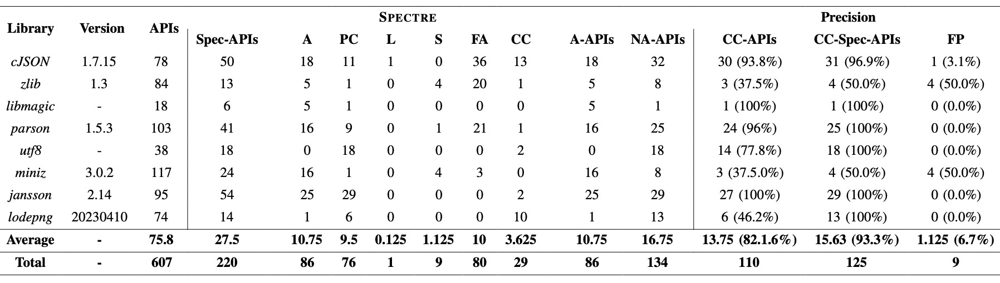 SPECTRE Precision
Library Version APIs
Spec-APIs A PC L S FA CC A-APIs NA-APIs CC-APIs CC-Spec-APIs FP
cJSON 1.7.15 78 50 18 11 1 0 36 13 18 32 30 (93.8%) 31 (96.9%) 1 (3.1%)
zlib 1.3 84 13 5 1 0 4 20 1 5 8 3 (37.5%) 4 (50.0%) 4 (50.0%)
libmagic - 18 6 5 1 0 0 0 0 5 1 1 (100%) 1 (100%) 0 (0.0%)
parson 1.5.3 103 41 16 9 0 1 21 1 16 25 24 (96%) 25 (100%) 0 (0.0%)
utf8 - 38 18 0 18 0 0 0 2 0 18 14 (77.8%) 18 (100%) 0 (0.0%)
miniz 3.0.2 117 24 16 1 0 4 3 0 16 8 3 (37.5.0%) 4 (50.0%) 4 (50.0%)
jansson 2.14 95 54 25 29 0 0 0 2 25 29 27 (100%) 29 (100%) 0 (0.0%)
lodepng 20230410 74 14 1 6 0 0 0 10 1 13 6 (46.2%) 13 (100%) 0 (0.0%)
Average - 75.8 27.5 10.75 9.5 0.125 1.125 10 3.625 10.75 16.75 13.75 (82.1.6%) 15.63 (93.3%) 1.125 (6.7%)
Total - 607 220 86 76 1 9 80 29 86 134 110 125 9